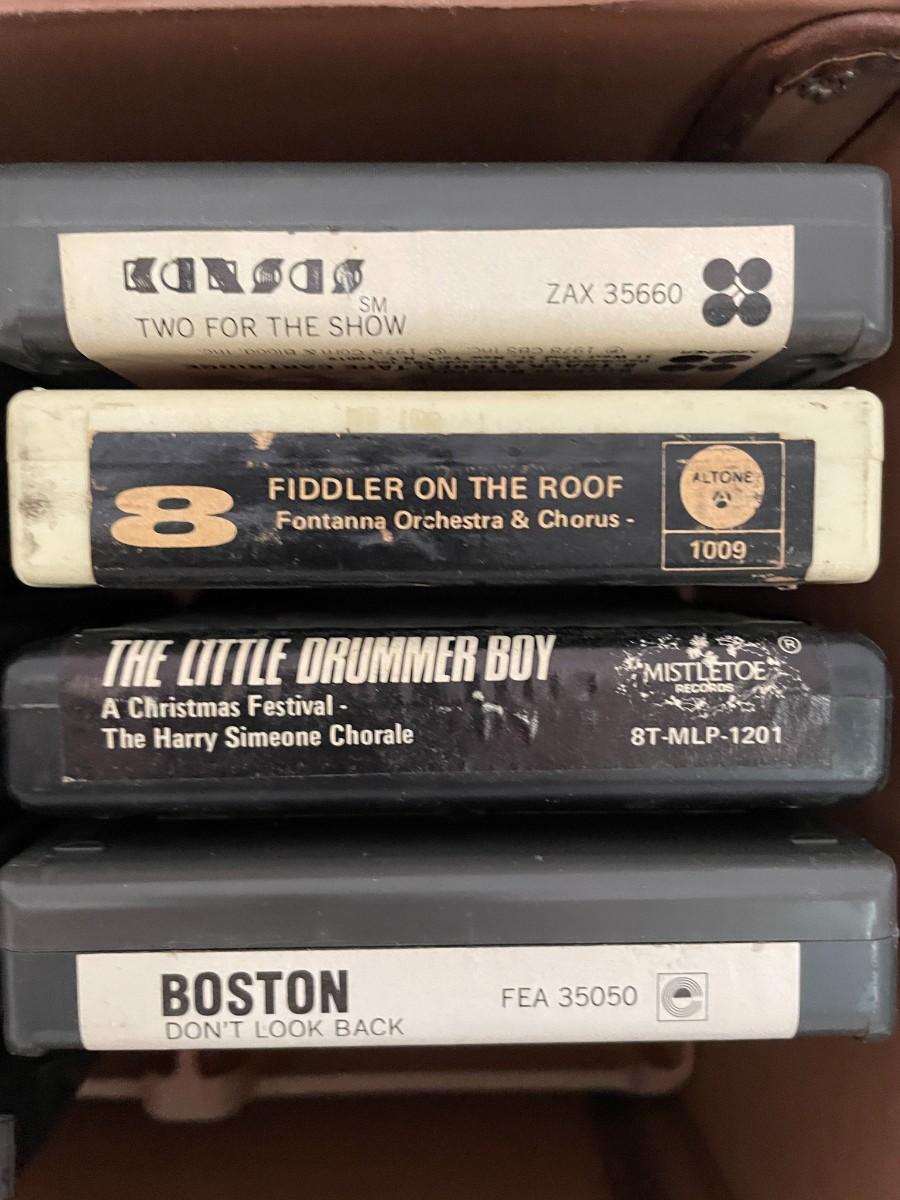 KANSAS
SM
TWO FOR THE SHOW
ZAX 35660
8
FIDDLER ON THE ROOF
Fontanna Orchestra & Chorus -
ALTONE
1009
THE LITTLE DRUMMER BOY
A Christmas Festival -
The Harry Simeone Chorale
MISTLETOE ®
RECORDS
8T-MLP-1201
BOSTON
DON'T LOOK BACK
FEA 35050
e